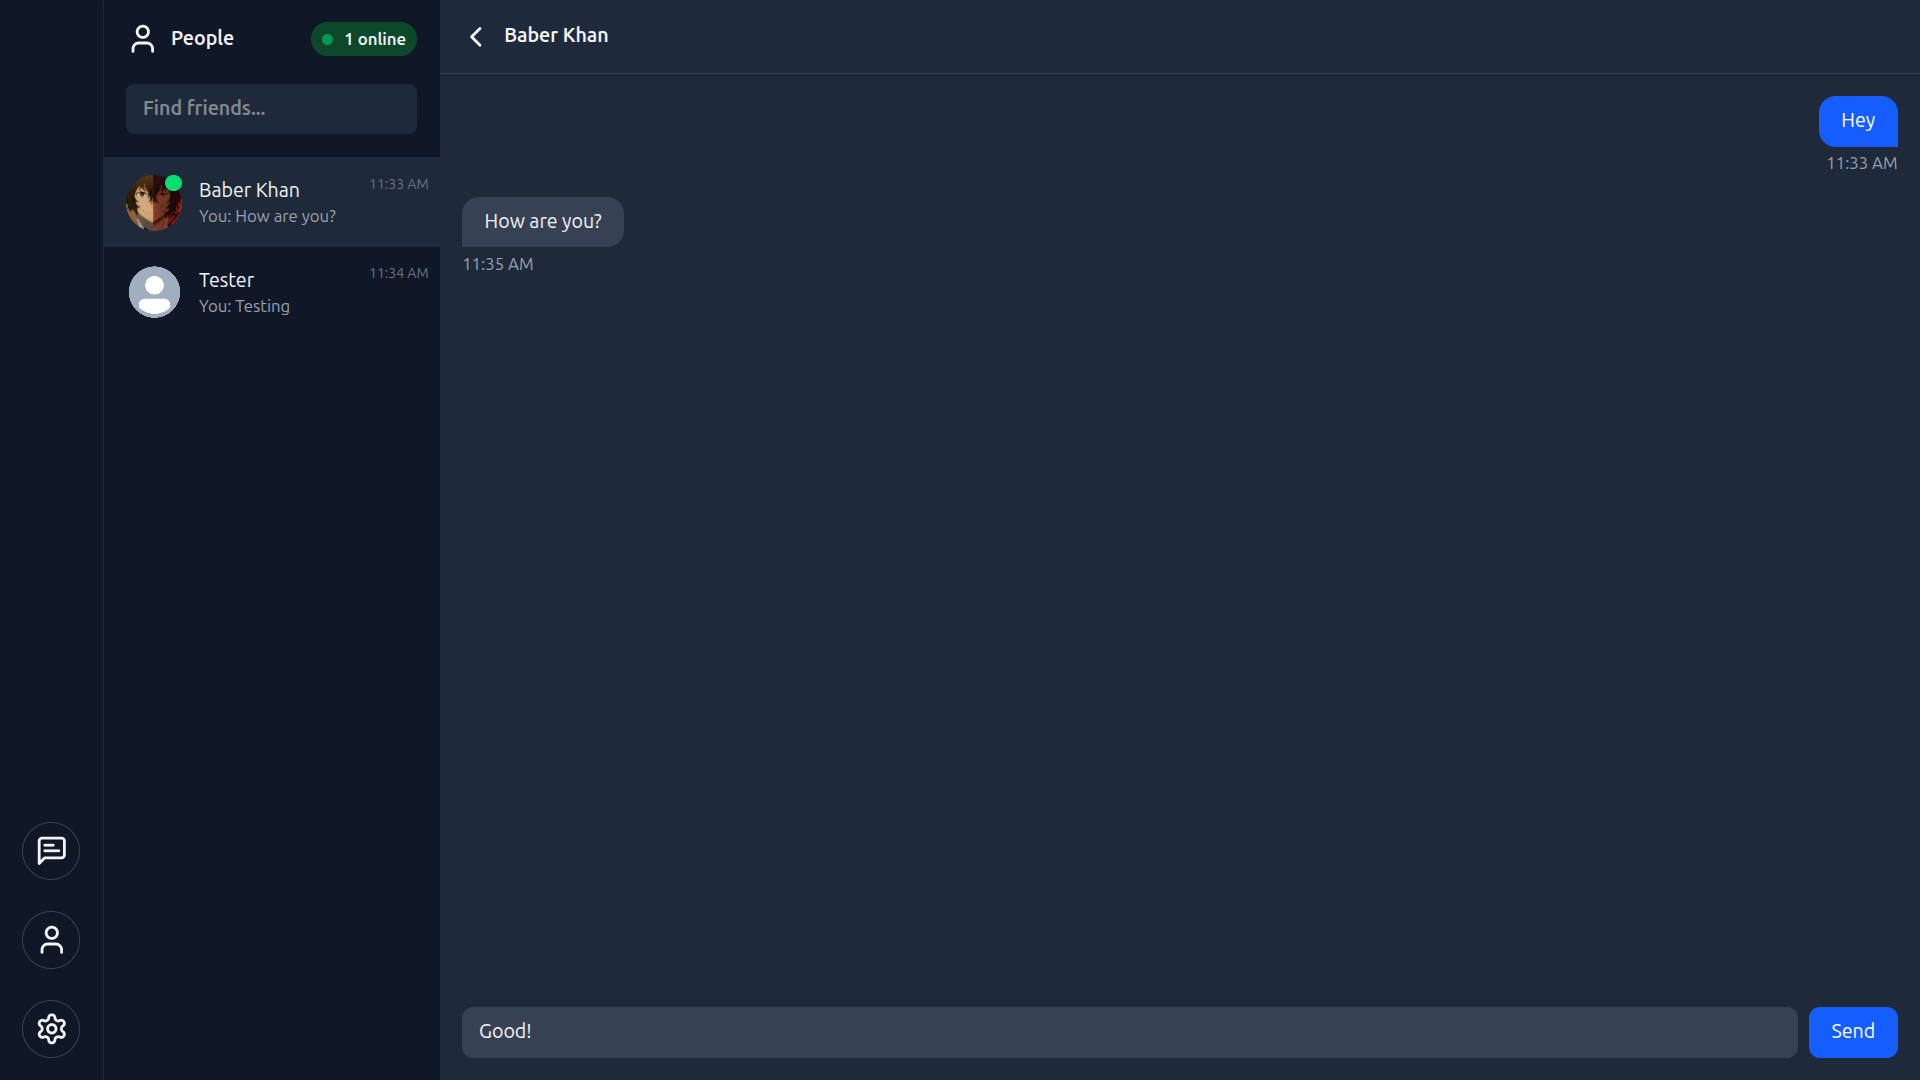 People
1 online
Find friends...
Baber Khan
11:33 AM
You: How are you?
Tester
11:34 AM
You: Testing
Baber Khan
Hey
11:33 AM
How are you?
11:35 AM
Good!
Send